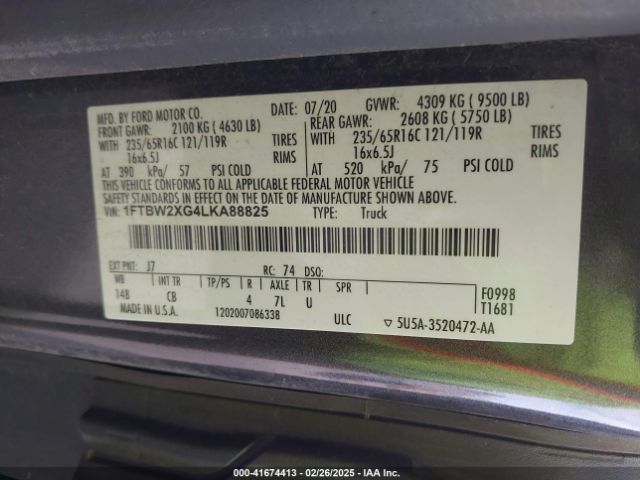 MFD. BY FORD MOTOR CO.
DATE: 07/20 GVWR: 4309 KG ( 9500 LB)
FRONT GAWR: 2100 KG ( 4630 LB)
REAR GAWR: 2608 KG ( 5750 LB)
WITH 235/65R16C 121/119R TIRES
WITH 235/65R16C 121/119R TIRES
16x6.5J RIMS
16x6.5J RIMS
AT 390 kPa/ 57 PSI COLD
AT 520 kPa/ 75 PSI COLD
THIS VEHICLE CONFORMS TO ALL APPLICABLE FEDERAL MOTOR VEHICLE
SAFETY STANDARDS IN EFFECT ON THE DATE OF MANUFACTURE SHOWN ABOVE.
VIN: 1FTBW2XG4LKA88825 TYPE: Truck
EXT PNT: J7 RC: 74 DSO:
WB INT TR TP/PS R AXLE TR SPR
14B CB 4 7L U
F0998
T1681
MADE IN U.S.A. 1202007086338 ULC ▽ 5U5A-3520472-AA
000-41674413 - 02/26/2025 - IAA Inc.